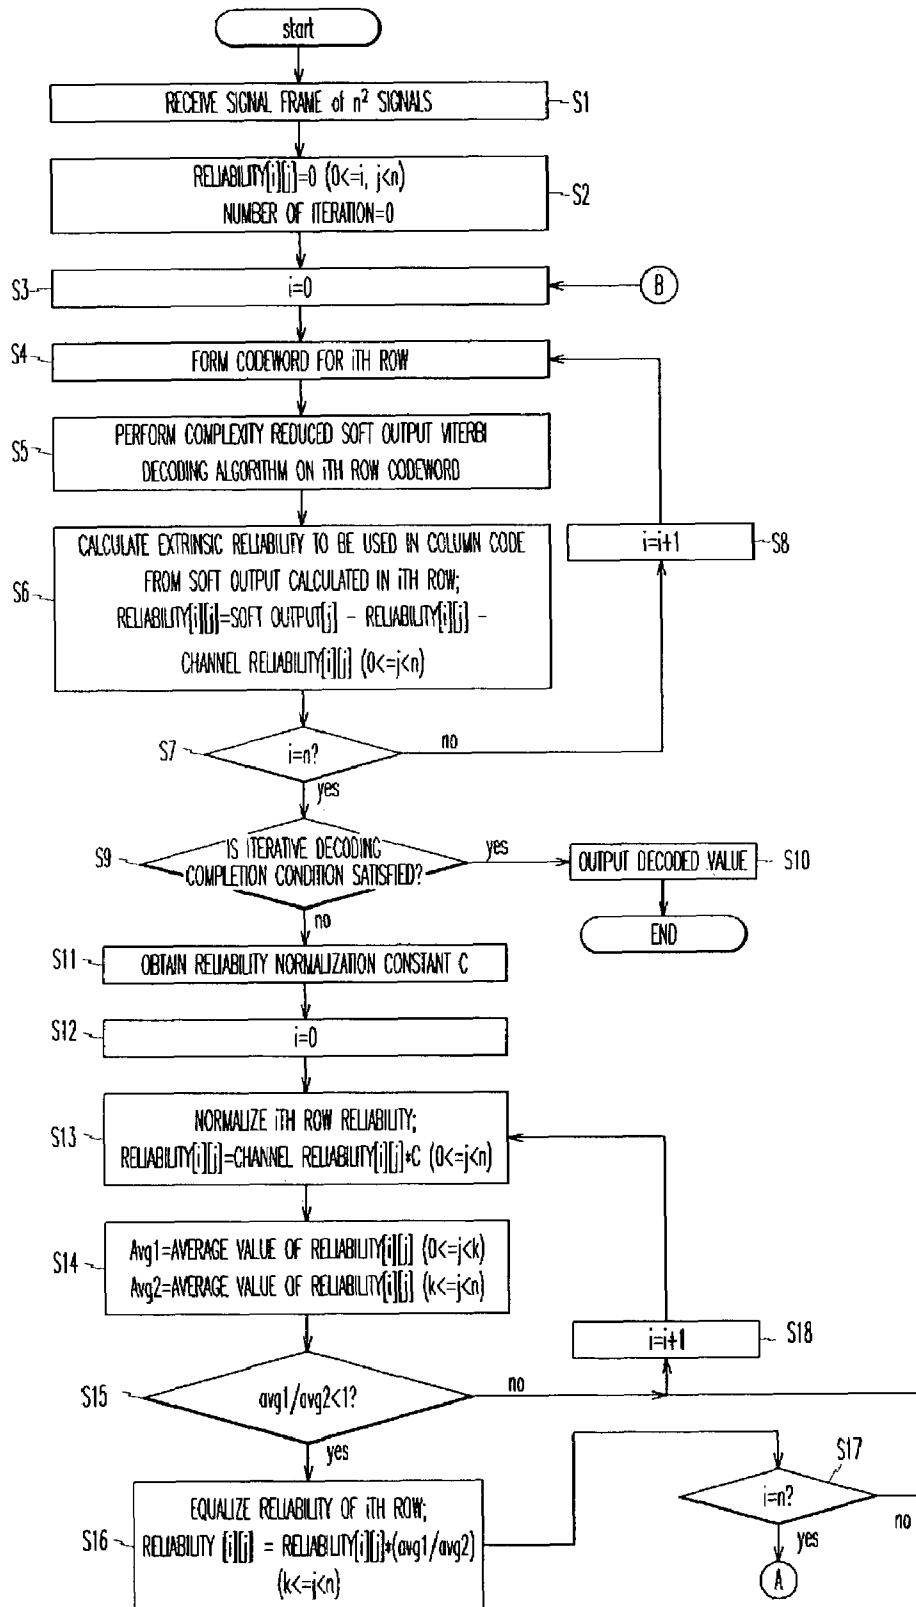 start
RECEIVE SIGNAL FRAME of n² SIGNALS
S1
RELIABILITY[i][j]=0 (0<=i, j<n)
NUMBER OF ITERATION=0
S2
S3
i=0
B
S4
FORM CODEWORD FOR iTH ROW
S5
PERFORM COMPLEXITY REDUCED SOFT OUTPUT VITERBI
DECODING ALGORITHM ON iTH ROW CODEWORD
S6
CALCULATE EXTRINSIC RELIABILITY TO BE USED IN COLUMN CODE
FROM SOFT OUTPUT CALCULATED IN iTH ROW;
RELIABILITY[i][j]=SOFT OUTPUT[j] - RELIABILITY[i][j] -
CHANNEL RELIABILITY[i][j] (0<=j<n)
i=i+1
S8
S7
i=n?
no
yes
S9
IS ITERATIVE DECODING
COMPLETION CONDITION SATISFIED?
yes
OUTPUT DECODED VALUE
S10
no
END
S11
OBTAIN RELIABILITY NORMALIZATION CONSTANT C
S12
i=0
S13
NORMALIZE iTH ROW RELIABILITY;
RELIABILITY[i][j]=CHANNEL RELIABILITY[i][j]*C (0<=j<n)
S14
Avg1=AVERAGE VALUE OF RELIABILITY[i][j] (0<=j<k)
Avg2=AVERAGE VALUE OF RELIABILITY[i][j] (k<=j<n)
i=i+1
S18
S15
avg1/avg2<1?
no
yes
S17
i=n?
no
yes
A
S16
EQUALIZE RELIABILITY OF iTH ROW;
RELIABILITY [i][j] = RELIABILITY[i][j]*(avg1/avg2)
(k<=j<n)